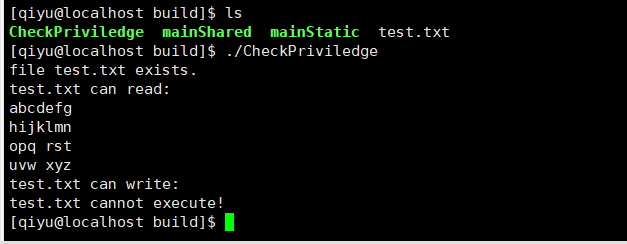 [qiyu@localhost build]$ ls
CheckPriviledge  mainShared  mainStatic  test.txt
[qiyu@localhost build]$ ./CheckPriviledge
file test.txt exists.
test.txt can read:
abcdefg
hijklmn
opq rst
uvw xyz
test.txt can write:
test.txt cannot execute!
[qiyu@localhost build]$